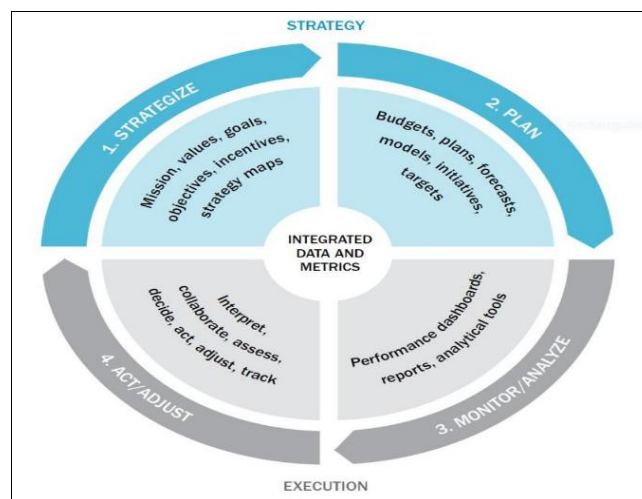 STRATEGY
1. STRATEGIZE
Mission, values, goals,
objectives, incentives,
strategy maps
2. PLAN
Budgets, plans, forecasts,
models, initiatives,
targets
INTEGRATED
DATA AND
METRICS
Interpret,
collaborate, assess,
decide, act, adjust, track
4. ACT/ADJUST
Performance dashboards,
reports, analytical tools
3. MONITOR/ANALYZE
EXECUTION